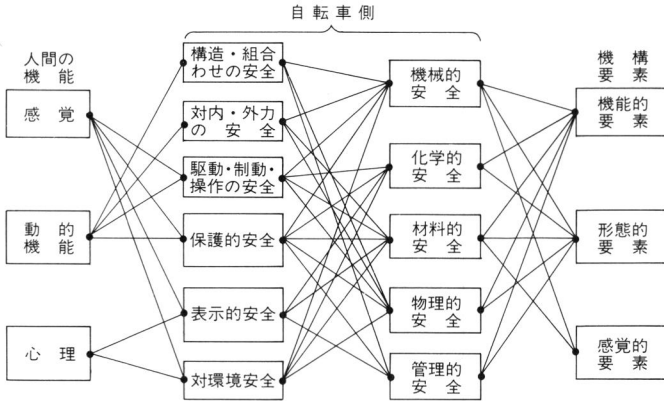 自転車側
人間の
機能
感覚
動的
機能
心理
構造・組合
わせの安全
対内・外力
の安全
駆動・制動・
操作の安全
保護的安全
表示的安全
対環境安全
機械的
安全
化学的
安全
材料的
安全
物理的
安全
管理的
安全
機構
要素
機能的
要素
形態的
要素
感覚的
要素